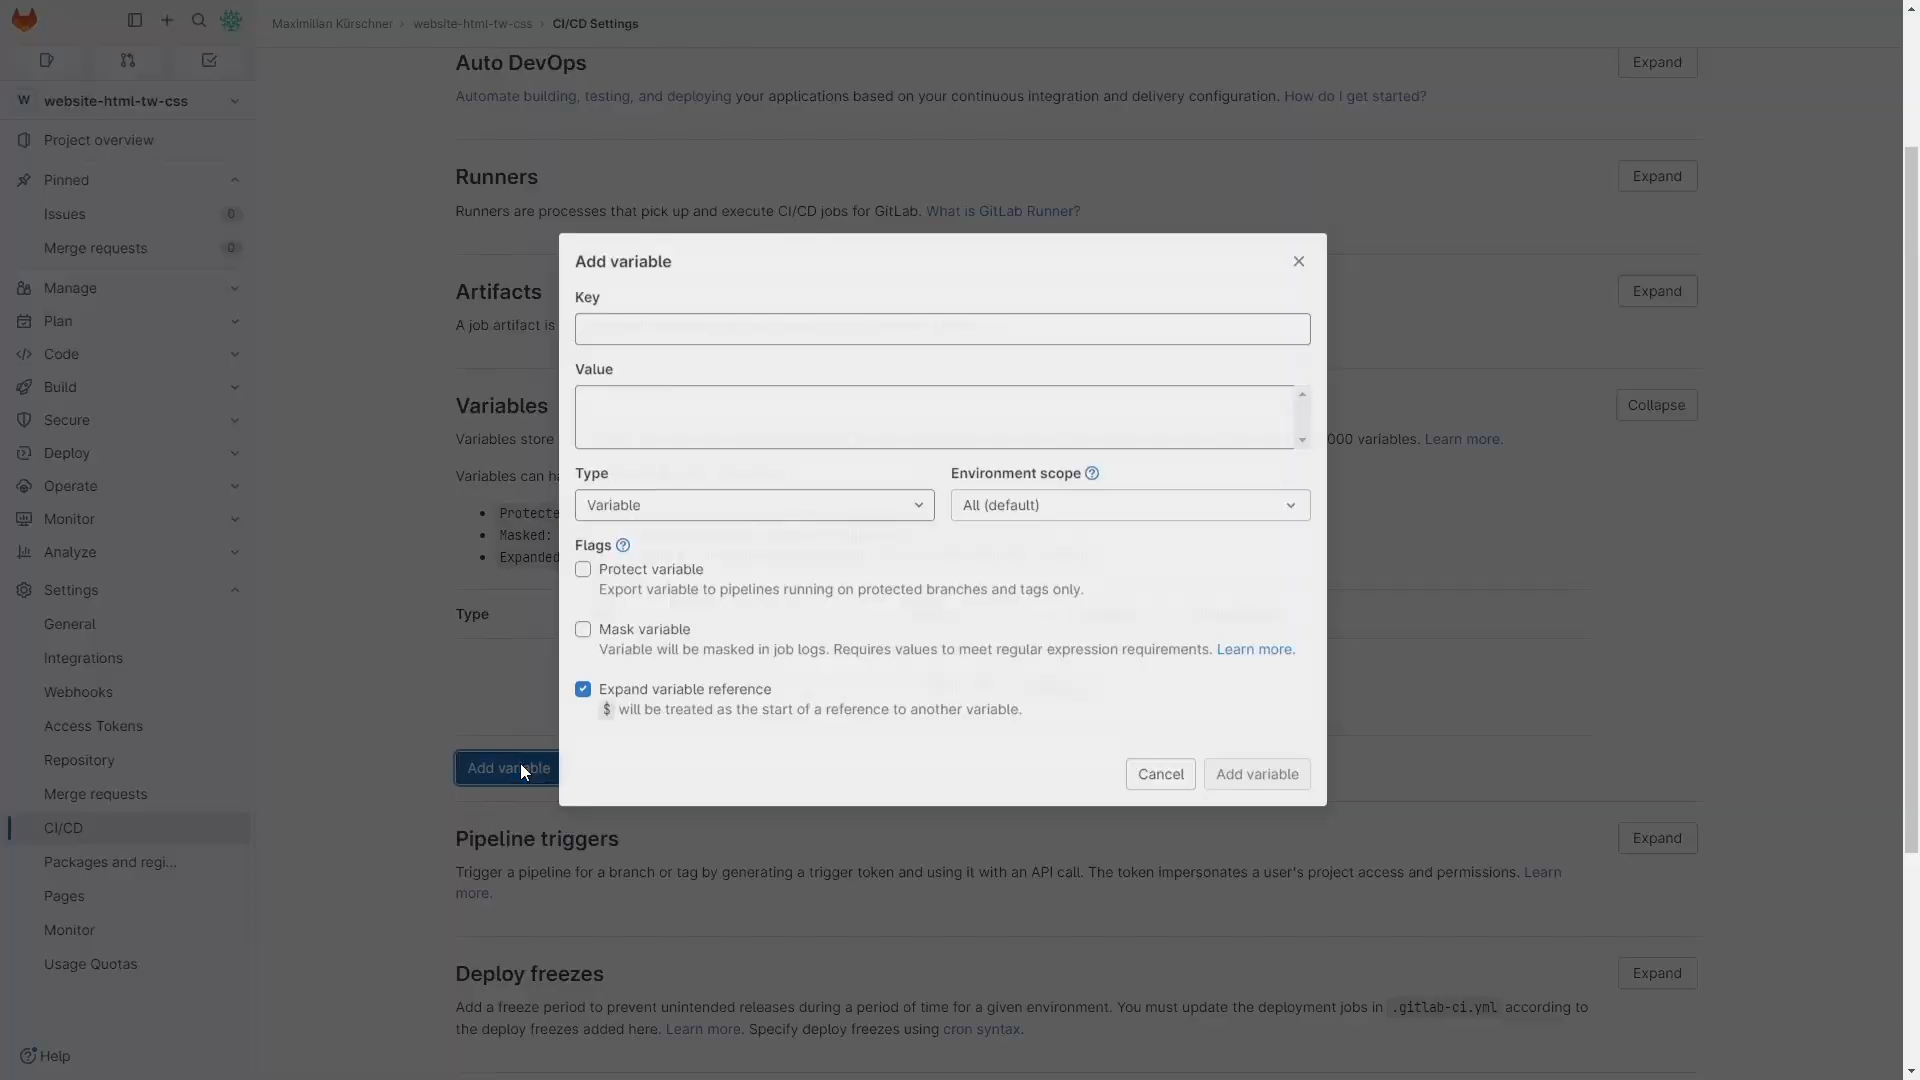 Maximilian Kürschner › website-html-tw-css › CI/CD Settings
W website-html-tw-css
Project overview
Pinned
Issues 0
Merge requests 0
Manage
Plan
Code
Build
Secure
Deploy
Operate
Monitor
Analyze
Settings
General
Integrations
Webhooks
Access Tokens
Repository
Merge requests
CI/CD
Packages and regi...
Pages
Monitor
Usage Quotas
Help
Auto DevOps
Expand
Automate building, testing, and deploying your applications based on your continuous integration and delivery configuration. How do I get started?
Runners
Expand
Runners are processes that pick up and execute CI/CD jobs for GitLab. What is GitLab Runner?
Artifacts
Expand
A job artifact is
Variables
Collapse
Variables store
000 variables. Learn more.
Variables can ha
• Protecte
• Masked:
• Expanded
Type
Add variable
Add variable
Key
Value
Type
Variable
Environment scope
All (default)
Flags
Protect variable
Export variable to pipelines running on protected branches and tags only.
Mask variable
Variable will be masked in job logs. Requires values to meet regular expression requirements. Learn more.
Expand variable reference
$ will be treated as the start of a reference to another variable.
Cancel
Add variable
Pipeline triggers
Expand
Trigger a pipeline for a branch or tag by generating a trigger token and using it with an API call. The token impersonates a user's project access and permissions. Learn
more.
Deploy freezes
Expand
Add a freeze period to prevent unintended releases during a period of time for a given environment. You must update the deployment jobs in .gitlab-ci.yml according to
the deploy freezes added here. Learn more. Specify deploy freezes using cron syntax.